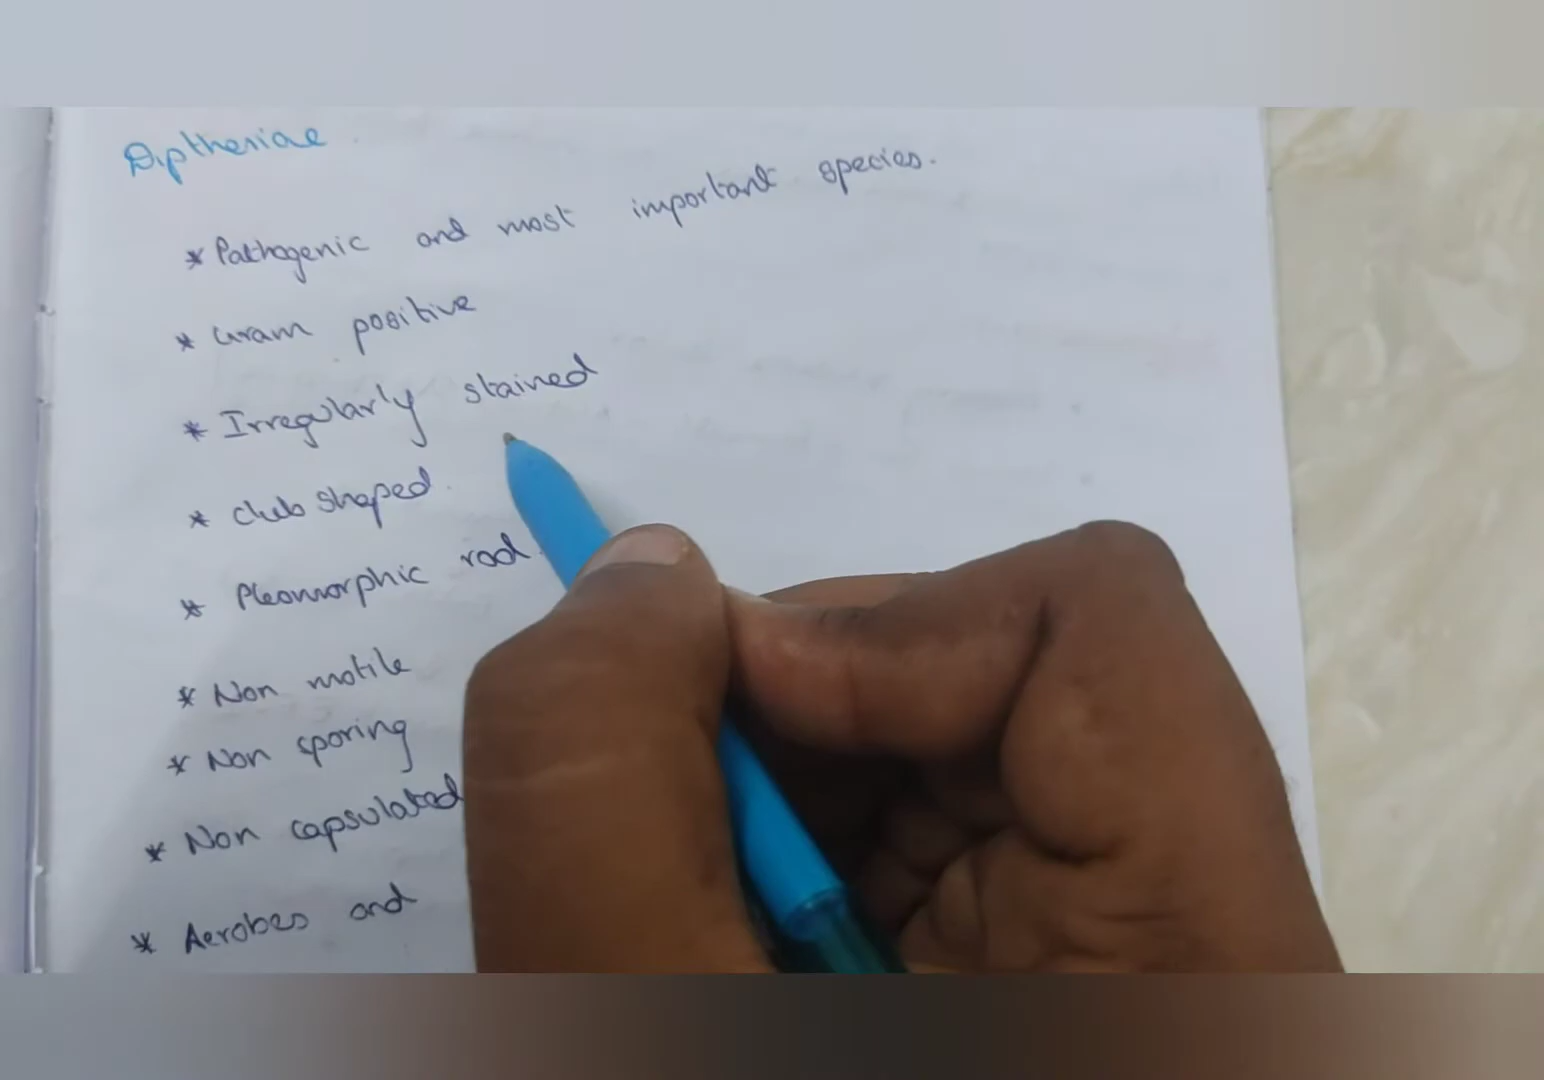 Diptheriae
* Pathogenic and most important species.
* Gram positive
* Irregularly stained
* Club shaped.
* Pleomorphic rod.
* Non motile
* Non sporing
* Non capsulated
* Aerobes and